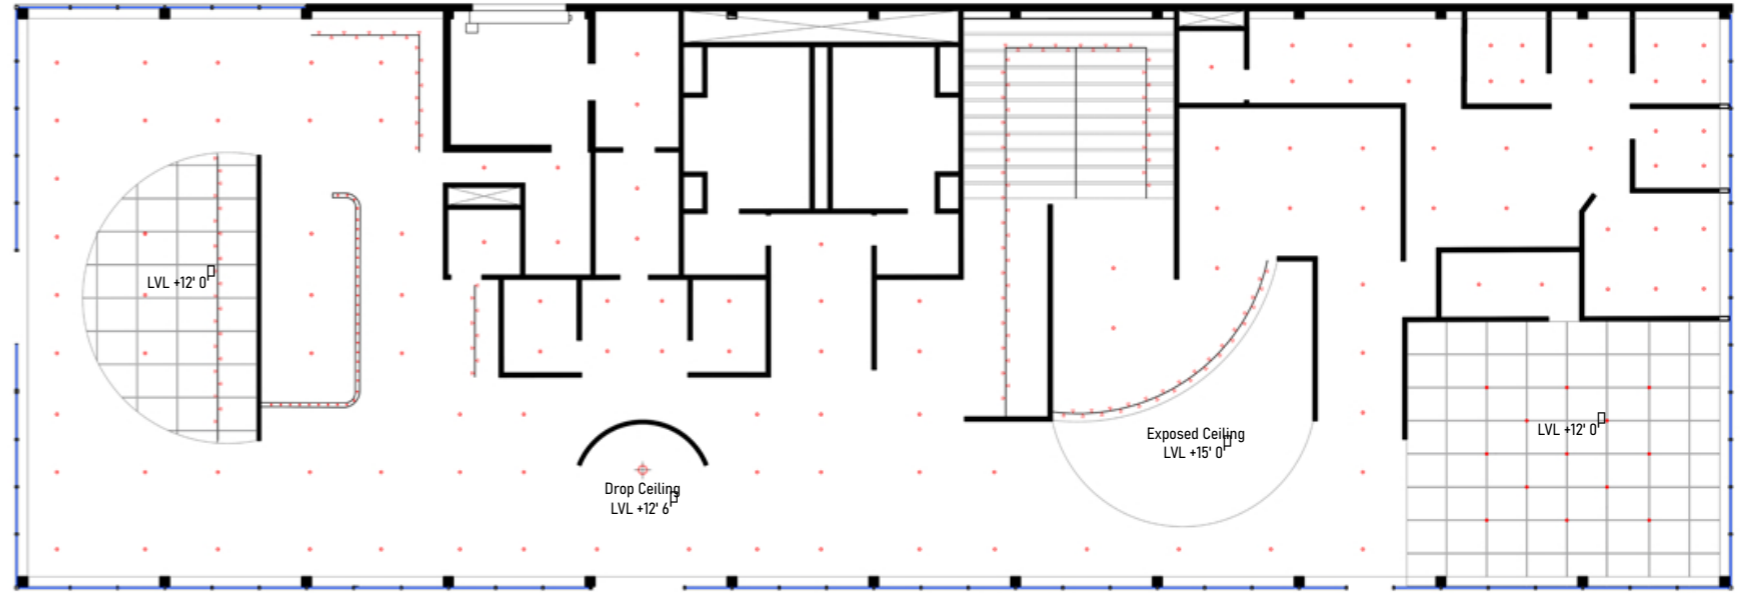 LVL +12' 0"
Drop Ceiling
LVL +12' 6"
Exposed Ceiling
LVL +15' 0"
LVL +12' 0"